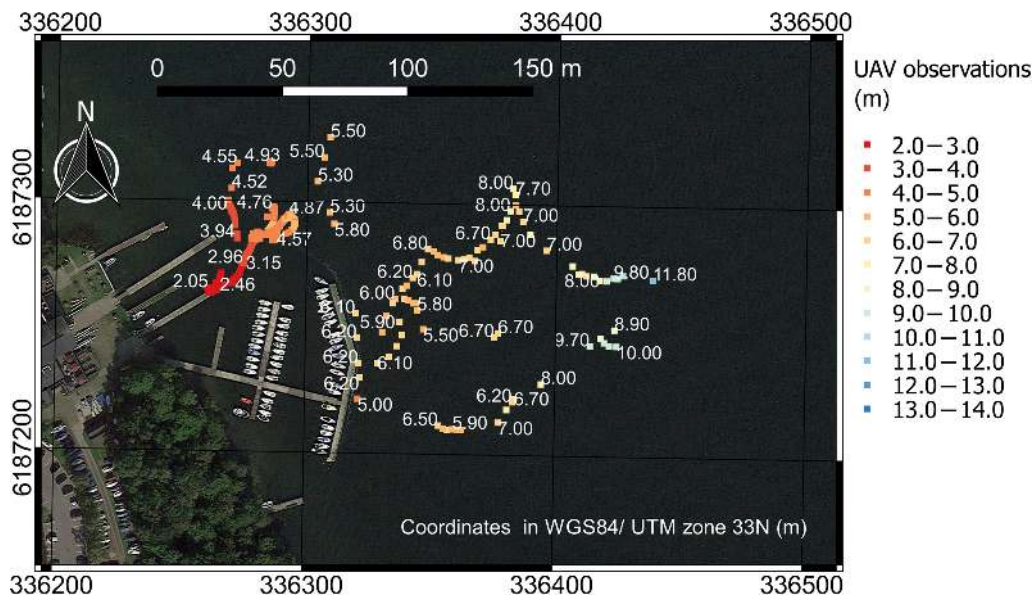 336200 336300 336400 336500
0 50 100 150 m
N
UAV observations
(m)
2.0–3.0
3.0–4.0
4.0–5.0
5.0–6.0
6.0–7.0
7.0–8.0
8.0–9.0
9.0–10.0
10.0–11.0
11.0–12.0
12.0–13.0
13.0–14.0
6187300
6187200
5.50
4.55 4.93 5.50
4.52 5.30
8.00 7.70
4.00 4.76 4.87 5.30 8.00 7.00
3.94 4.57 5.80 6.70 7.00
2.96 3.15 6.80 7.00 7.00
2.05 2.46 6.20 6.10 8.00 9.80 11.80
6.00 5.80
5.90 5.50 6.70 6.70 8.90
6.20 9.70 10.00
6.20 6.10
6.20 8.00
5.00 6.20 6.70
6.50 5.90 7.00
Coordinates in WGS84/ UTM zone 33N (m)
336200 336300 336400 336500